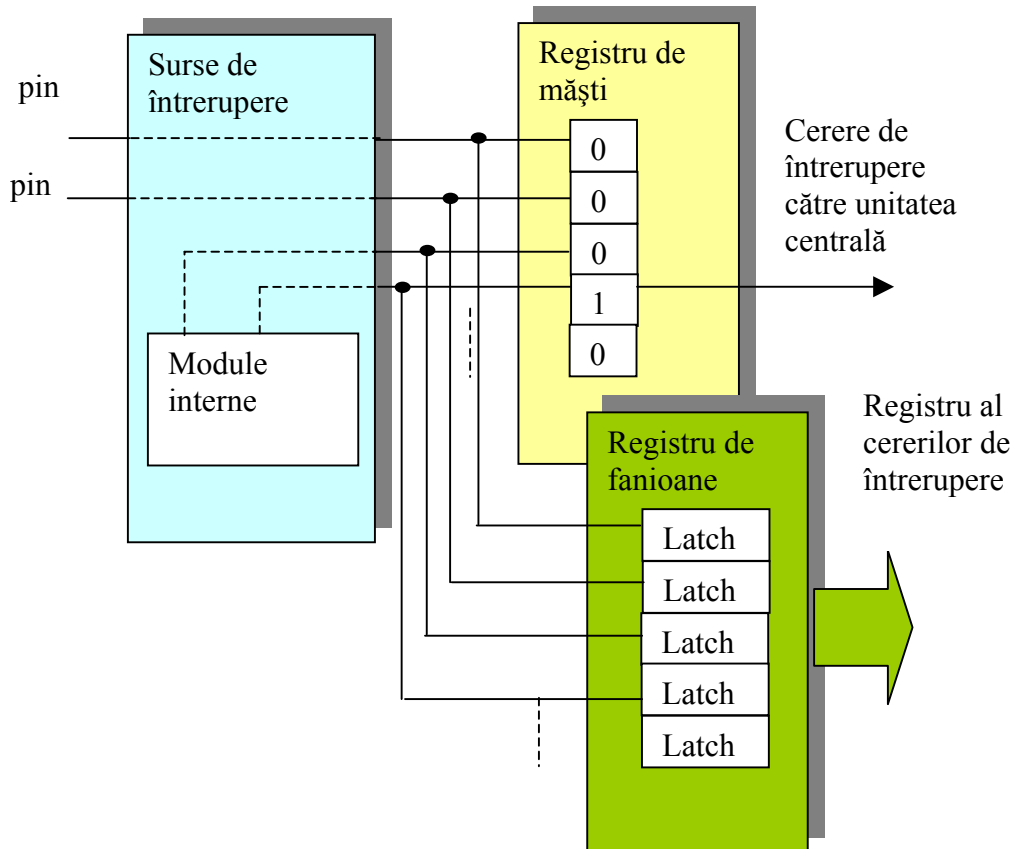 pin
pin
Surse de
întrerupere
Module
interne
Registru de
măşti
0
0
0
1
0
Cerere de
întrerupere
către unitatea
centrală
Registru de
fanioane
Latch
Latch
Latch
Latch
Latch
Registru al
cererilor de
întrerupere